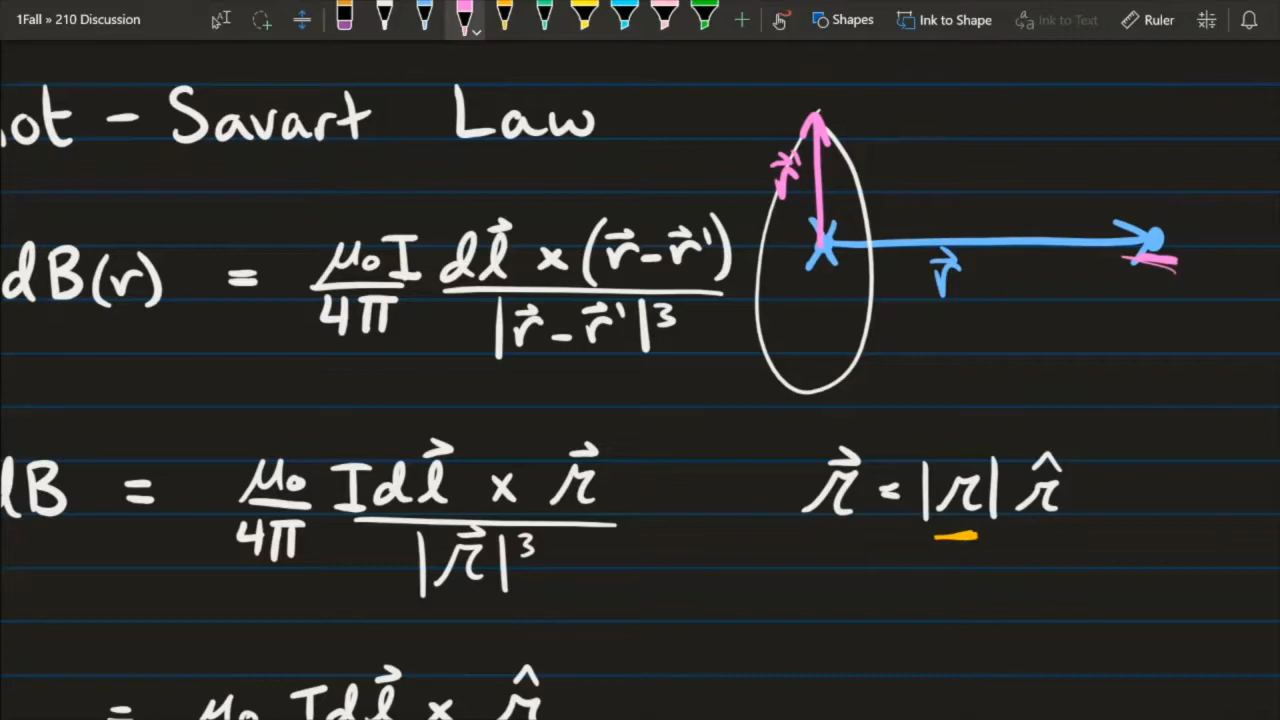 1Fall » 210 Discussion
Shapes Ink to Shape Ink to Text Ruler
ot - Savart Law
dB(r) = μ₀I/4π dl⃗ × (r⃗ - r⃗')/|r⃗ - r⃗'|³
r⃗'
r⃗
dB = μ₀/4π Idl⃗ × r⃗/|r⃗|³
r⃗ = |r| r̂
= μ₀ Idl⃗ × r̂